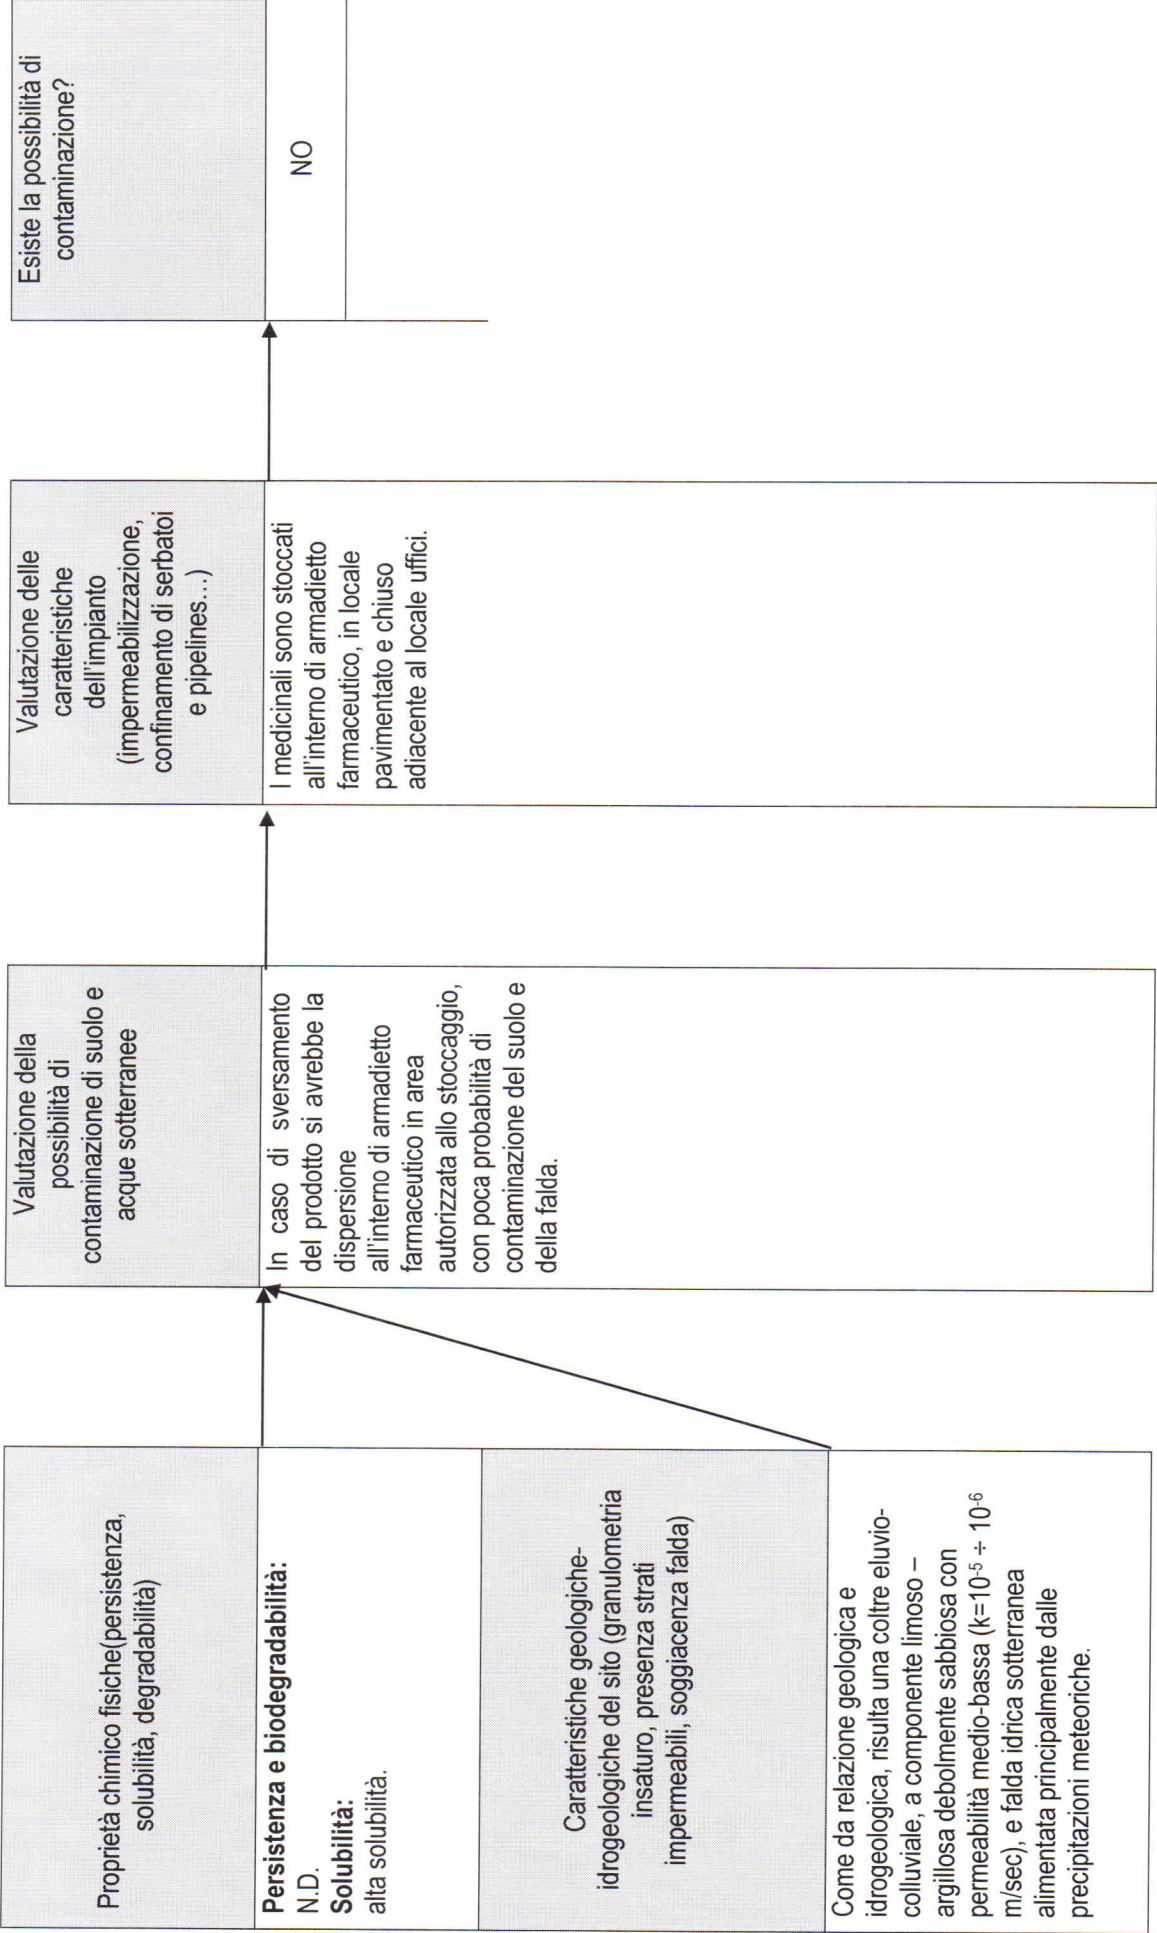 Proprietà chimico fisiche(persistenza,
solubilità, degradabilità)
Persistenza e biodegradabilità:
N.D.
Solubilità:
alta solubilità.
Caratteristiche geologiche-
idrogeologiche del sito (granulometria
insaturo, presenza strati
impermeabili, soggiacenza falda)
Come da relazione geologica e
idrogeologica, risulta una coltre eluvio-
colluviale, a componente limoso –
argillosa debolmente sabbiosa con
permeabilità medio-bassa (k=10⁻⁵ ÷ 10⁻⁶
m/sec), e falda idrica sotterranea
alimentata principalmente dalle
precipitazioni meteoriche.
Valutazione della
possibilità di
contaminazione di suolo e
acque sotterranee
In caso di sversamento
del prodotto si avrebbe la
dispersione
all'interno di armadietto
farmaceutico in area
autorizzata allo stoccaggio,
con poca probabilità di
contaminazione del suolo e
della falda.
Valutazione delle
caratteristiche
dell'impianto
(impermeabilizzazione,
confinamento di serbatoi
e pipelines…)
I medicinali sono stoccati
all'interno di armadietto
farmaceutico, in locale
pavimentato e chiuso
adiacente al locale uffici.
Esiste la possibilità di
contaminazione?
NO